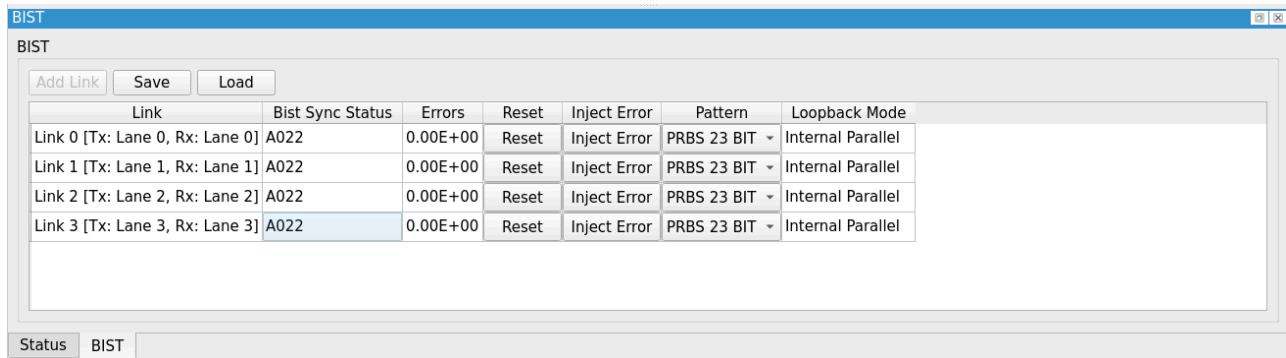 BIST
BIST
Add Link Save Load
Link Bist Sync Status Errors Reset Inject Error Pattern Loopback Mode
Link 0 [Tx: Lane 0, Rx: Lane 0] A022 0.00E+00 Reset Inject Error PRBS 23 BIT Internal Parallel
Link 1 [Tx: Lane 1, Rx: Lane 1] A022 0.00E+00 Reset Inject Error PRBS 23 BIT Internal Parallel
Link 2 [Tx: Lane 2, Rx: Lane 2] A022 0.00E+00 Reset Inject Error PRBS 23 BIT Internal Parallel
Link 3 [Tx: Lane 3, Rx: Lane 3] A022 0.00E+00 Reset Inject Error PRBS 23 BIT Internal Parallel
Status BIST